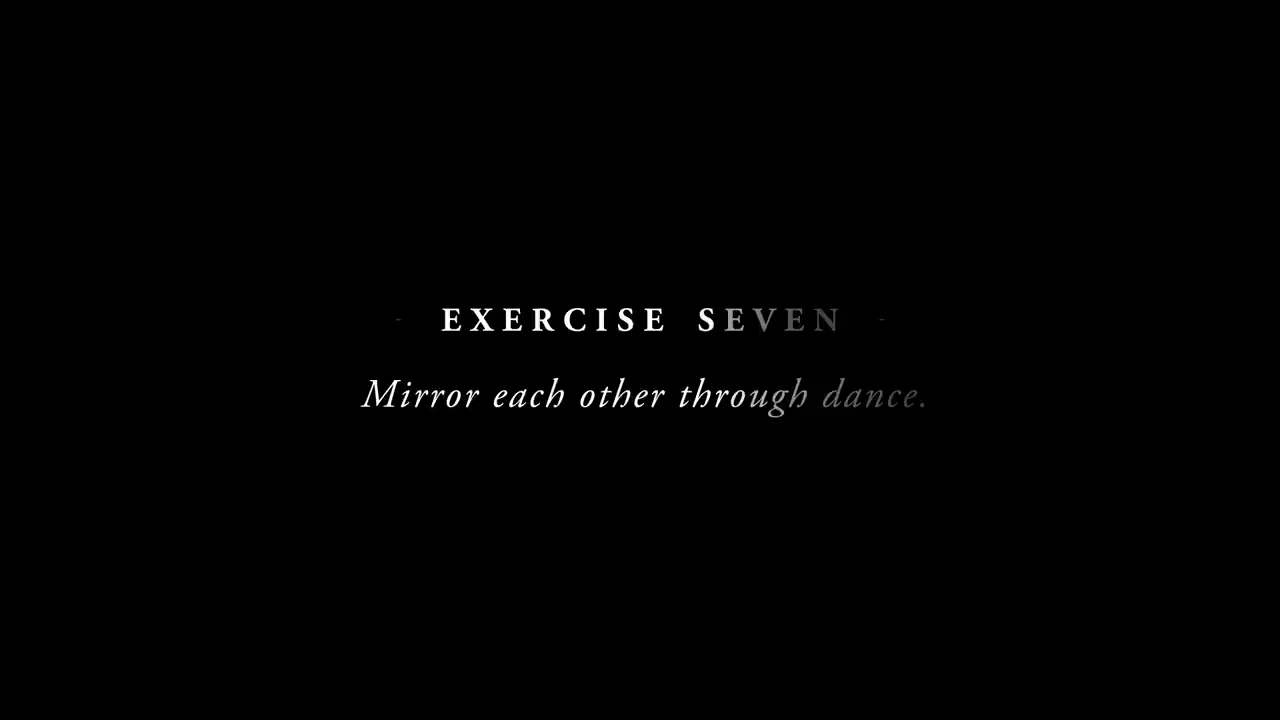 - EXERCISE SEVEN -
Mirror each other through dance.